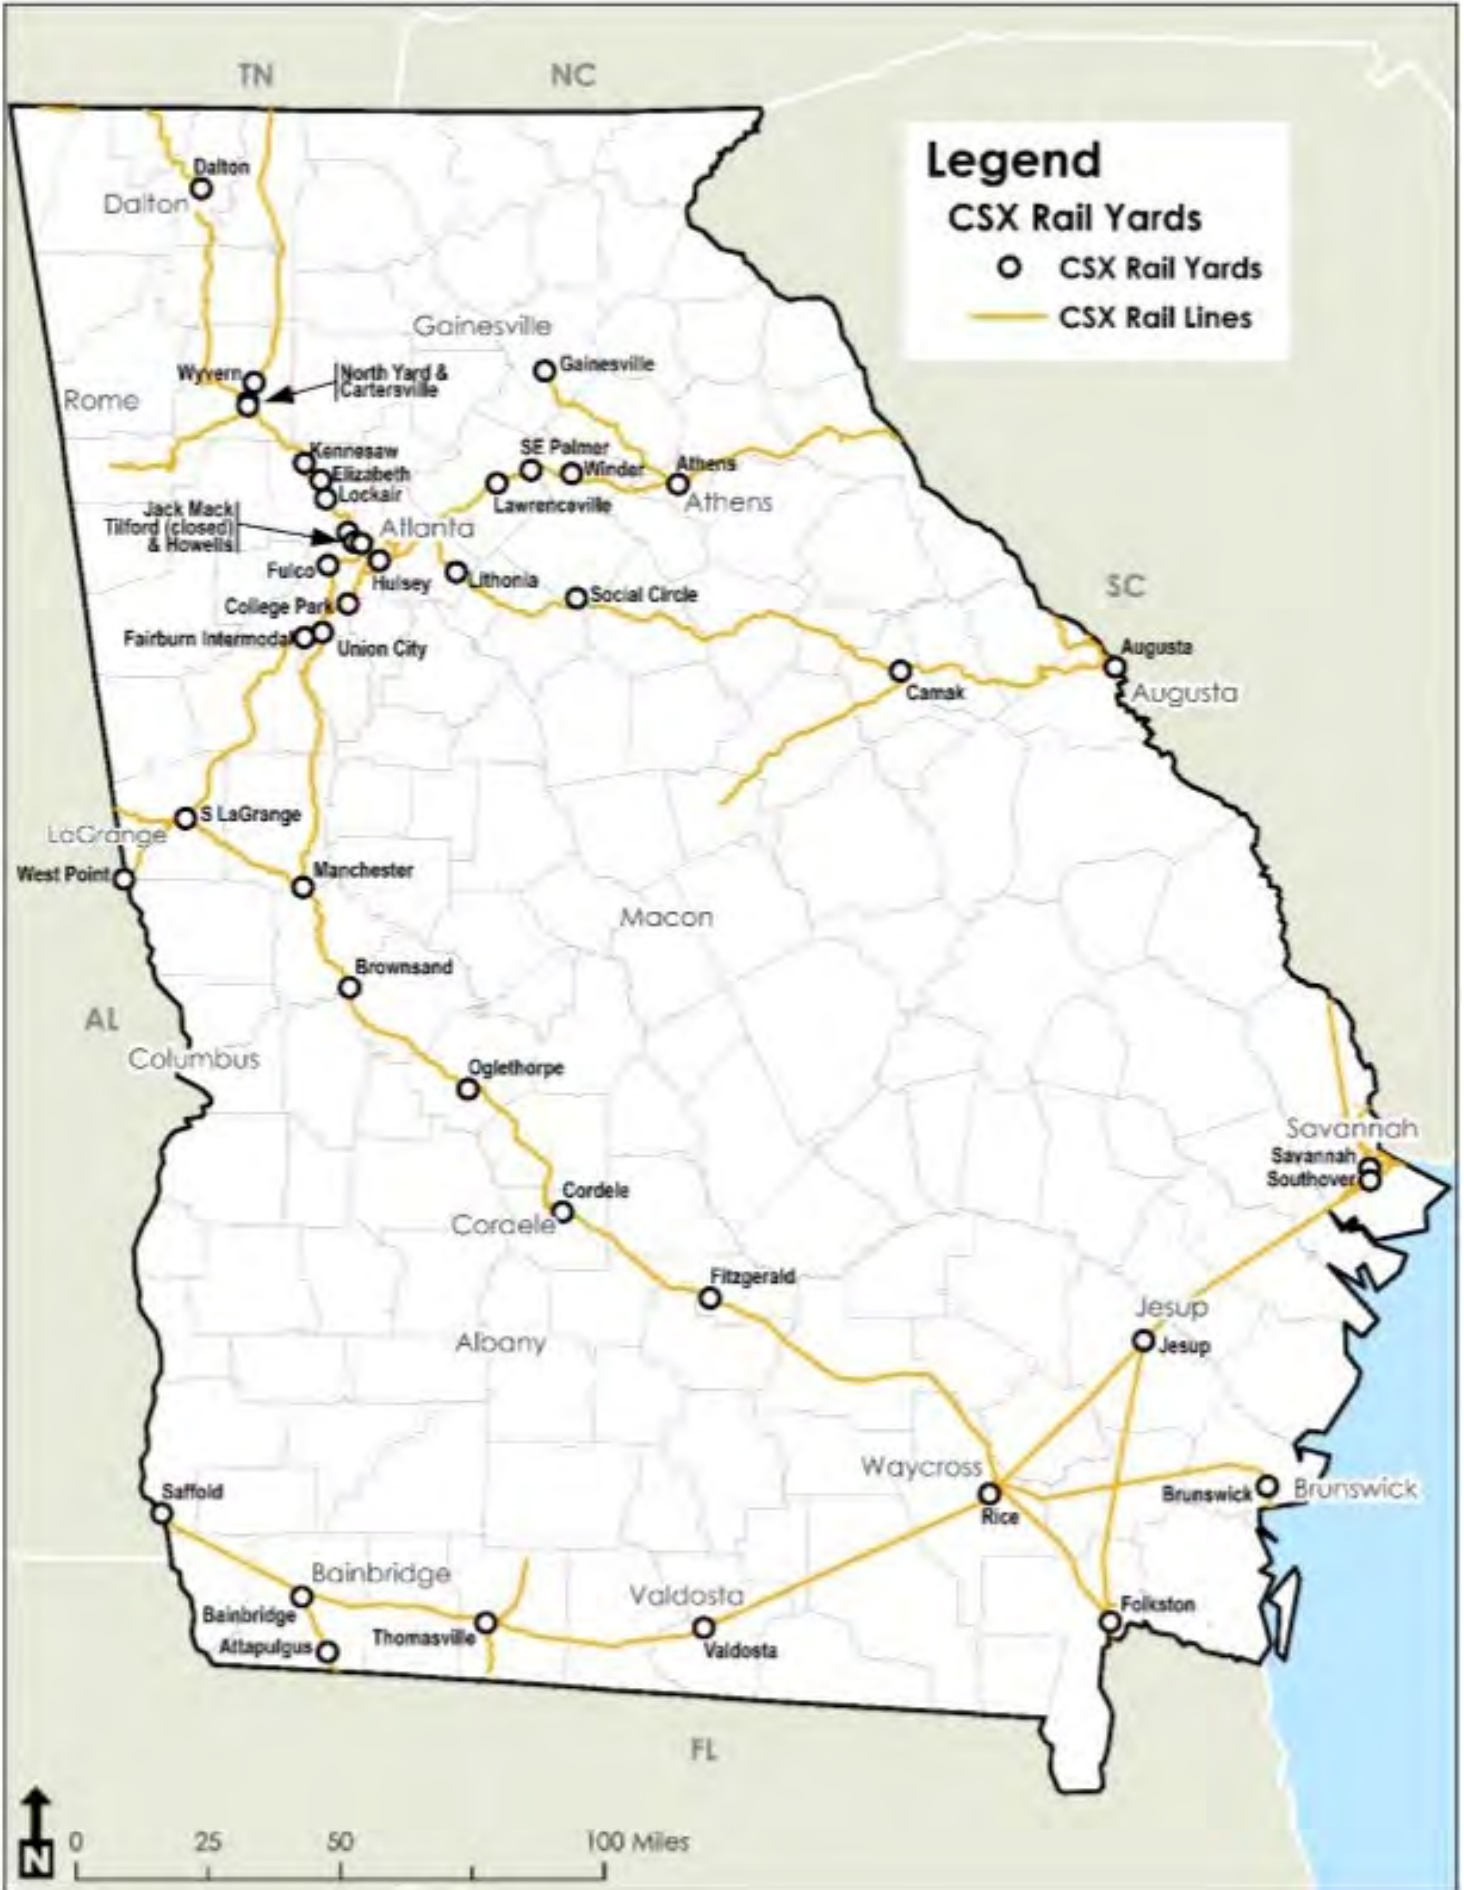 TN
NC
Legend
CSX Rail Yards
CSX Rail Yards
CSX Rail Lines
Dalton
Dalton
Gainesville
Gainesville
Wyvern
North Yard &
Cartersville
Rome
Kennesaw
Elizabeth
Lockair
SE Palmer
Winder
Athens
Athens
Lawrenceville
Jack Mack
Tilford (closed)
& Howells
Atlanta
Fulco
Hulsey
Lithonia
Social Circle
SC
College Park
Fairburn Intermodal
Union City
Augusta
Augusta
Camak
S LaGrange
LaGrange
West Point
Manchester
Macon
Brownsand
AL
Columbus
Oglethorpe
Savannah
Savannah
Southover
Cordele
Cordele
Fitzgerald
Jesup
Jesup
Albany
Waycross
Rice
Brunswick
Brunswick
Saffold
Bainbridge
Bainbridge
Attapulgus
Thomasville
Valdosta
Valdosta
Folkston
FL
N
0 25 50 100 Miles